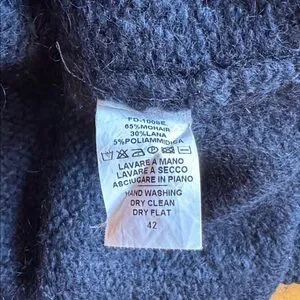 FD-1006E
65%MOHAIR
30%LANA
5%POLIAMMIDICA
LAVARE A MANO
LAVARE A SECCO
ASCIUGARE IN PIANO
HAND WASHING
DRY CLEAN
DRY FLAT
42